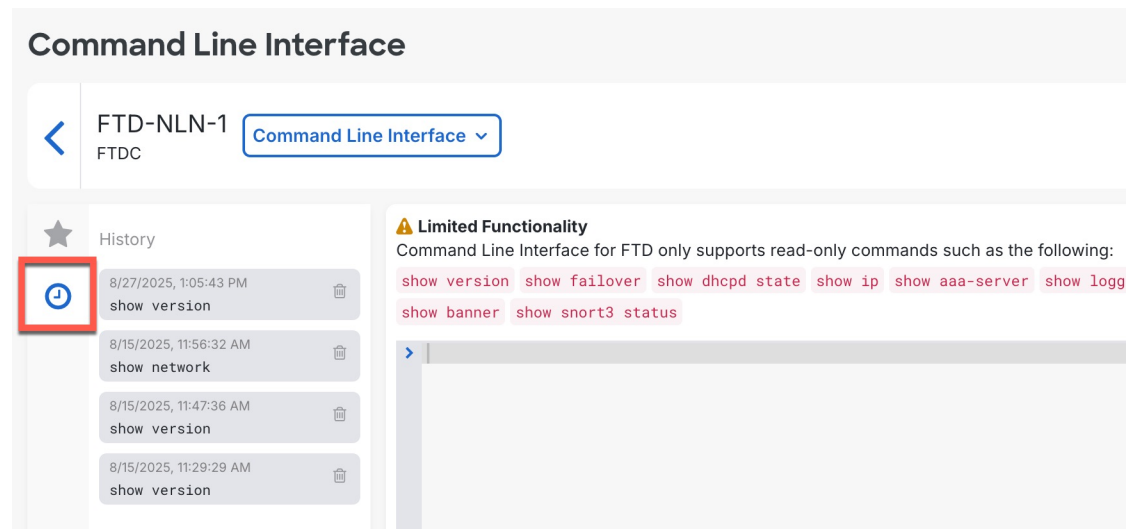 Command Line Interface
FTD-NLN-1
FTDC
Command Line Interface
History
8/27/2025, 1:05:43 PM
show version
8/15/2025, 11:56:32 AM
show network
8/15/2025, 11:47:36 AM
show version
8/15/2025, 11:29:29 AM
show version
Limited Functionality
Command Line Interface for FTD only supports read-only commands such as the following:
show version show failover show dhcpd state show ip show aaa-server show logg
show banner show snort3 status
>